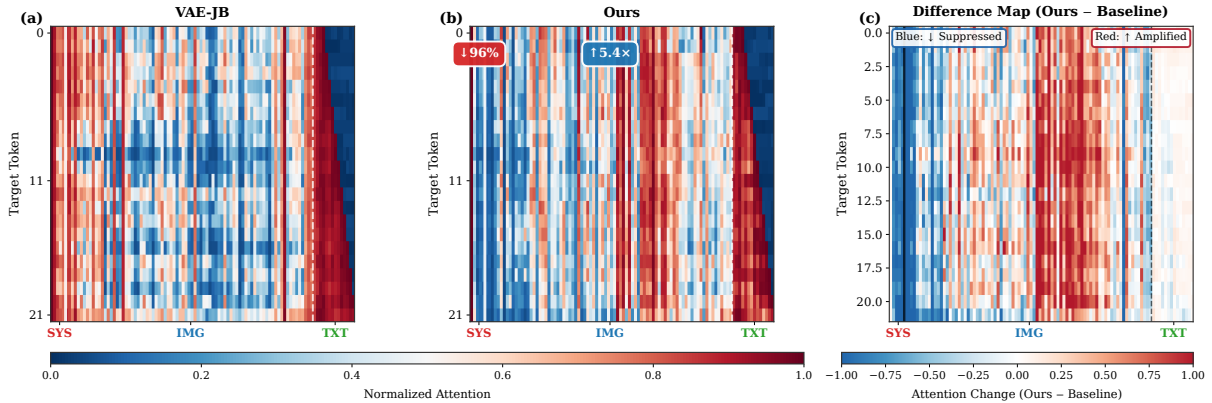 (a)
VAE-JB
(b)
Ours
(c)
Difference Map (Ours − Baseline)
↓96%
↑5.4×
Blue: ↓ Suppressed
Red: ↑ Amplified
Target Token
0
11
21
SYS
IMG
TXT
Target Token
0
11
21
SYS
IMG
TXT
Target Token
0.0
2.5
5.0
7.5
10.0
12.5
15.0
17.5
20.0
SYS
IMG
TXT
0.0
0.2
0.4
0.6
0.8
1.0
Normalized Attention
−1.00
−0.75
−0.50
−0.25
0.00
0.25
0.50
0.75
1.00
Attention Change (Ours − Baseline)